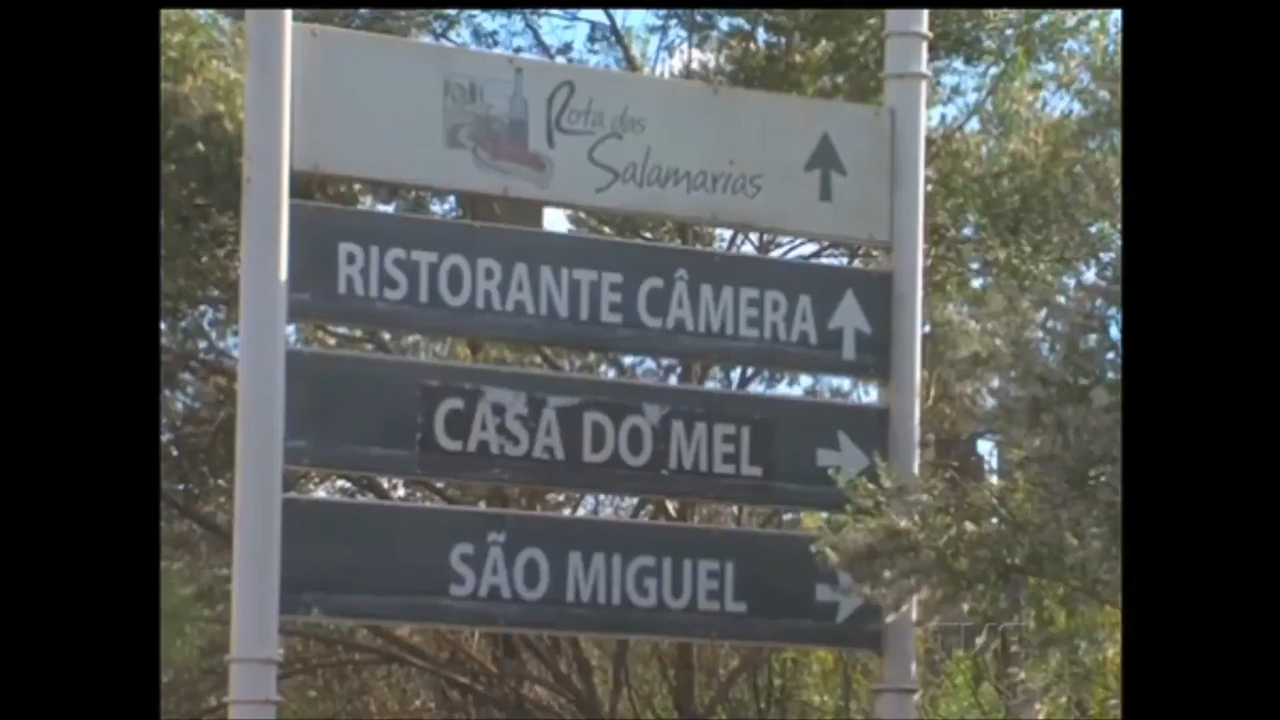 Rota das
Salamarias
RISTORANTE CÂMERA
CASA DO MEL
SÃO MIGUEL